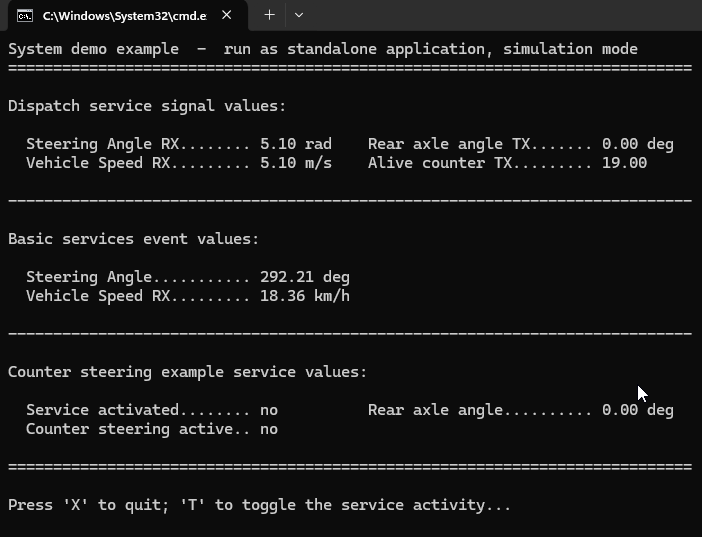 C:\Windows\System32\cmd.e
System demo example  -  run as standalone application, simulation mode
============================================================================
Dispatch service signal values:
Steering Angle RX........ 5.10 rad    Rear axle angle TX....... 0.00 deg
Vehicle Speed RX......... 5.10 m/s    Alive counter TX......... 19.00
----------------------------------------------------------------------------
Basic services event values:
Steering Angle........... 292.21 deg
Vehicle Speed RX......... 18.36 km/h
----------------------------------------------------------------------------
Counter steering example service values:
Service activated........ no          Rear axle angle.......... 0.00 deg
Counter steering active.. no
============================================================================
Press 'X' to quit; 'T' to toggle the service activity...